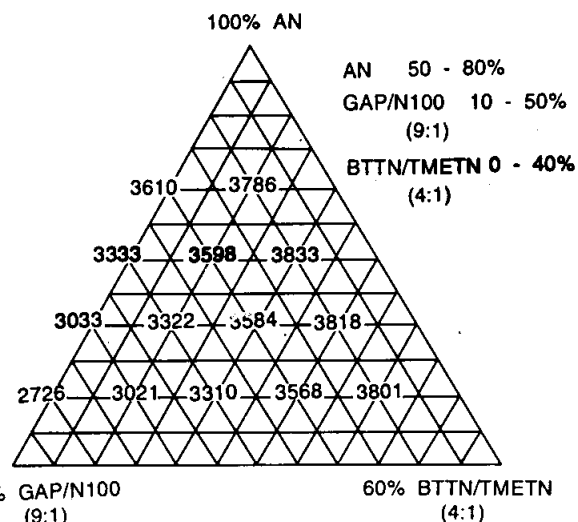 100% AN
AN 50 - 80%
GAP/N100 10 - 50%
(9:1)
BTTN/TMETN 0 - 40%
(4:1)
3610 3786
3333 3598 3833
3033 3322 3584 3818
2726 3021 3310 3568 3801
% GAP/N100 60% BTTN/TMETN
(9:1) (4:1)